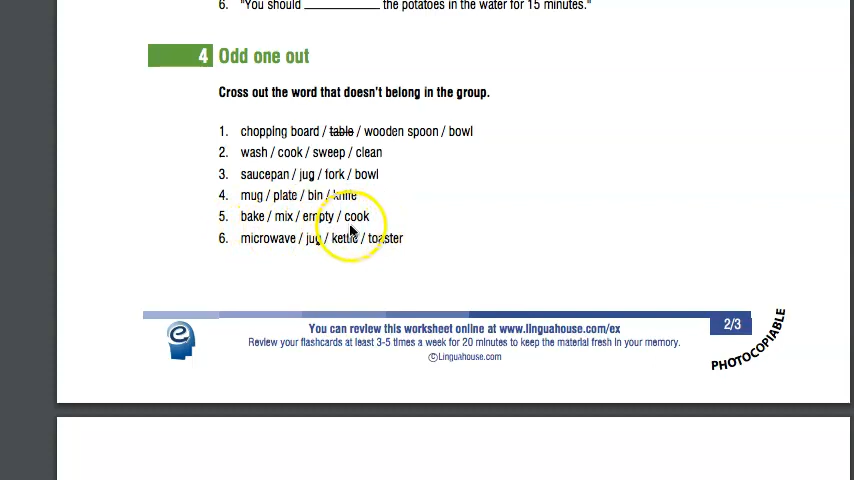 6. "You should __________ the potatoes in the water for 15 minutes."
4 Odd one out
Cross out the word that doesn't belong in the group.
1. chopping board / table / wooden spoon / bowl
2. wash / cook / sweep / clean
3. saucepan / jug / fork / bowl
4. mug / plate / bin / knife
5. bake / mix / empty / cook
6. microwave / jug / kettle / toaster
You can review this worksheet online at www.linguahouse.com/ex
Review your flashcards at least 3-5 times a week for 20 minutes to keep the material fresh in your memory.
©Linguahouse.com
2/3
PHOTOCOPIABLE